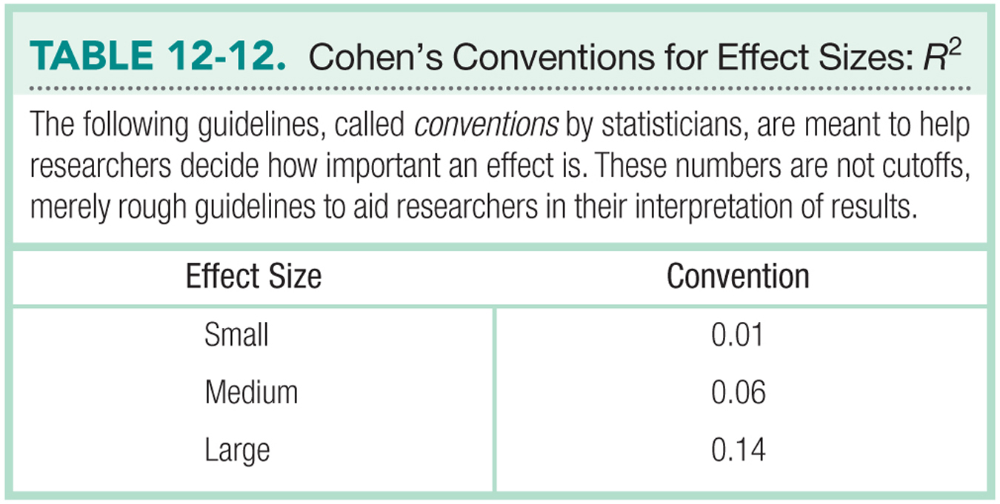 TABLE 12-12. Cohen’s Conventions for Effect Sizes: R²
The following guidelines, called conventions by statisticians, are meant to help
researchers decide how important an effect is. These numbers are not cutoffs,
merely rough guidelines to aid researchers in their interpretation of results.
Effect Size Convention
Small 0.01
Medium 0.06
Large 0.14